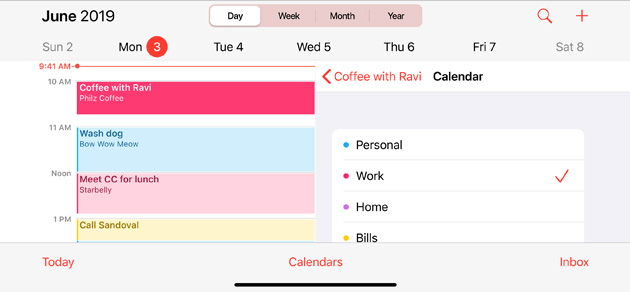 June 2019
Day Week Month Year
Sun 2 Mon 3 Tue 4 Wed 5 Thu 6 Fri 7 Sat 8
9:41 AM
10 AM
Coffee with Ravi
Philz Coffee
11 AM
Wash dog
Bow Wow Meow
Noon
Meet CC for lunch
Starbelly
1 PM
Call Sandoval
Coffee with Ravi Calendar
Personal
Work
Home
Bills
Today Calendars Inbox